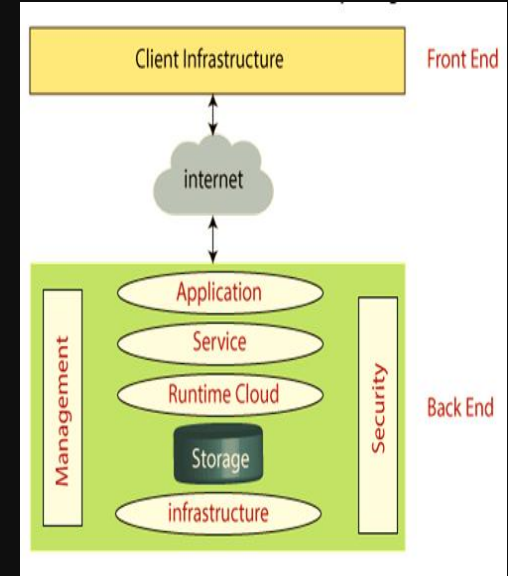 Client Infrastructure
Front End
internet
Application
Service
Runtime Cloud
Storage
infrastructure
Management
Security
Back End